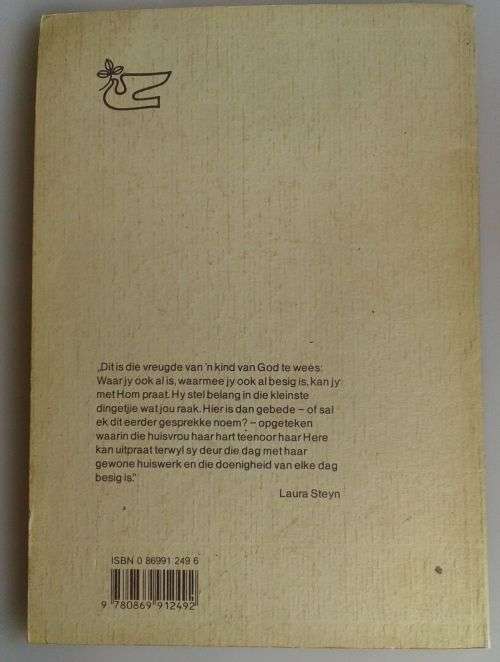 „Dit is die vreugde van 'n kind van God te wees:
Waar jy ook al is, waarmee jy ook al besig is, kan jy
met Hom praat. Hy stel belang in die kleinste
dingetjie wat jou raak. Hier is dan gebede – of sal
ek dit eerder gesprekke noem? – opgeteken
waarin die huisvrou haar hart teenoor haar Here
kan uitpraat terwyl sy deur die dag met haar
gewone huiswerk en die doenigheid van elke dag
besig is.”
Laura Steyn
ISBN 0 86991 249 6
9 780869 912492